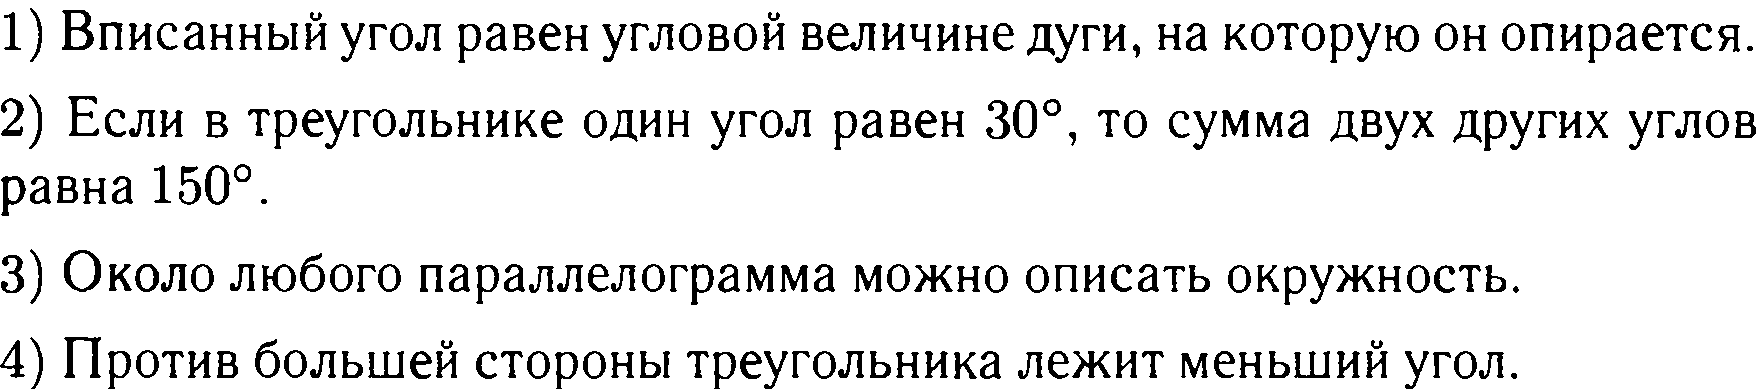 1) Вписанный угол равен угловой величине дуги, на которую он опирается.
2) Если в треугольнике один угол равен 30°, то сумма двух других углов
равна 150°.
3) Около любого параллелограмма можно описать окружность.
4) Против большей стороны треугольника лежит меньший угол.